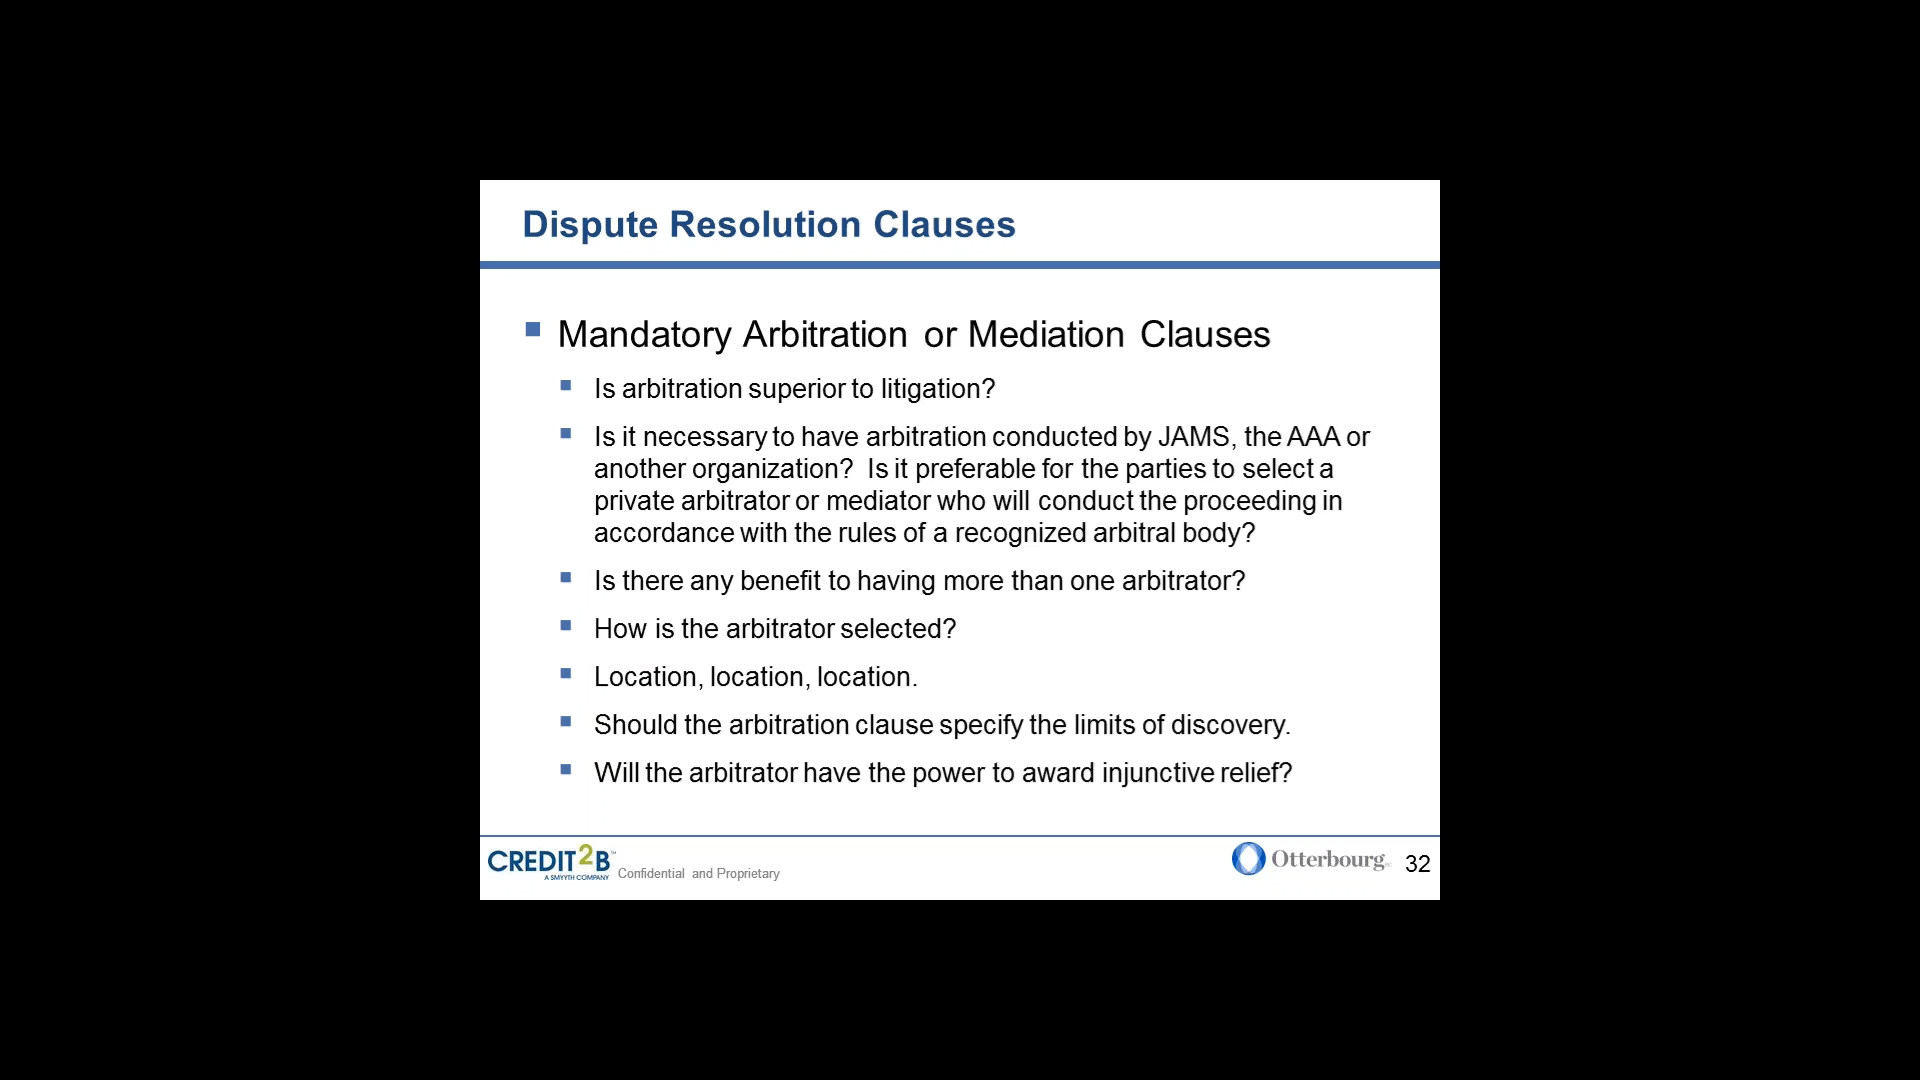 Dispute Resolution Clauses
Mandatory Arbitration or Mediation Clauses
Is arbitration superior to litigation?
Is it necessary to have arbitration conducted by JAMS, the AAA or
another organization?  Is it preferable for the parties to select a
private arbitrator or mediator who will conduct the proceeding in
accordance with the rules of a recognized arbitral body?
Is there any benefit to having more than one arbitrator?
How is the arbitrator selected?
Location, location, location.
Should the arbitration clause specify the limits of discovery.
Will the arbitrator have the power to award injunctive relief?
CREDIT2B™
A SMYYTH COMPANY
Confidential and Proprietary
Otterbourg
32